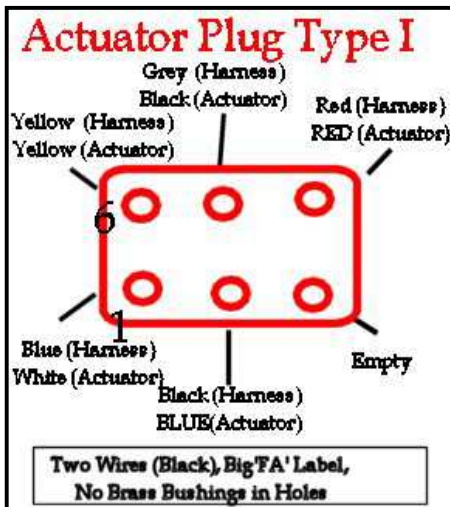 Actuator Plug Type I
Grey (Harness)
Black (Actuator)
Red (Harness)
RED (Actuator)
Yellow (Harness)
Yellow (Actuator)
6
1
Blue (Harness)
White (Actuator)
Black (Harness)
BLUE(Actuator)
Empty
Two Wires (Black), Big'FA' Label,
No Brass Bushings in Holes